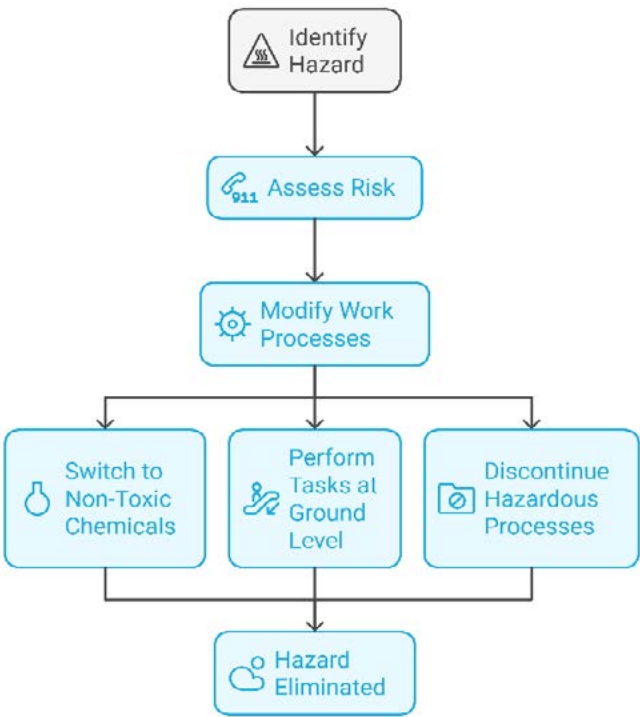 Identify
Hazard
911
Assess Risk
Modify Work
Processes
Switch to
Non-Toxic
Chemicals
Perform
Tasks at
Ground
Level
Discontinue
Hazardous
Processes
Hazard
Eliminated